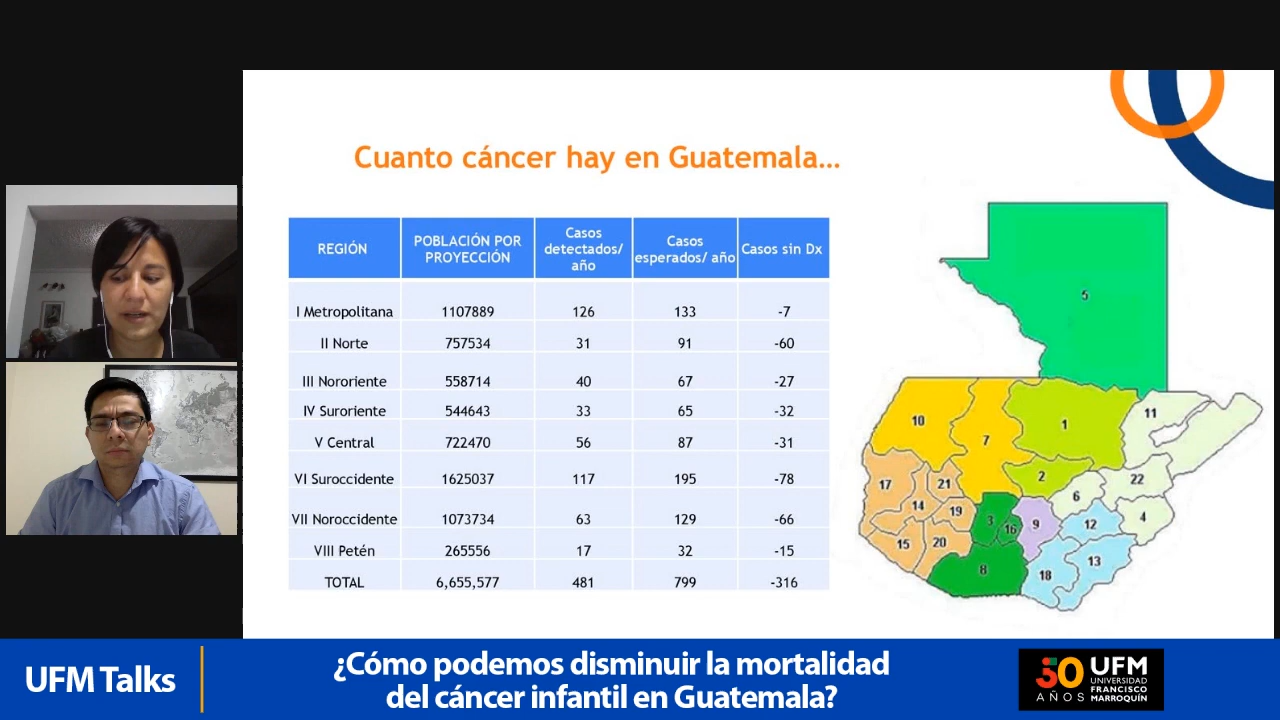 Cuanto cáncer hay en Guatemala...
REGIÓN
POBLACIÓN POR
PROYECCIÓN
Casos
detectados/
año
Casos
esperados/ año
Casos sin Dx
I Metropolitana 1107889 126 133 -7
II Norte 757534 31 91 -60
III Nororiente 558714 40 67 -27
IV Suroriente 544643 33 65 -32
V Central 722470 56 87 -31
VI Suroccidente 1625037 117 195 -78
VII Noroccidente 1073734 63 129 -66
VIII Petén 265556 17 32 -15
TOTAL 6,655,577 481 799 -316
5
10
7
1
11
17
21
2
22
14
19
6
3
16
9
12
4
15
20
8
18
13
UFM Talks
¿Cómo podemos disminuir la mortalidad
del cáncer infantil en Guatemala?
50
AÑOS
UFM
UNIVERSIDAD
FRANCISCO
MARROQUÍN